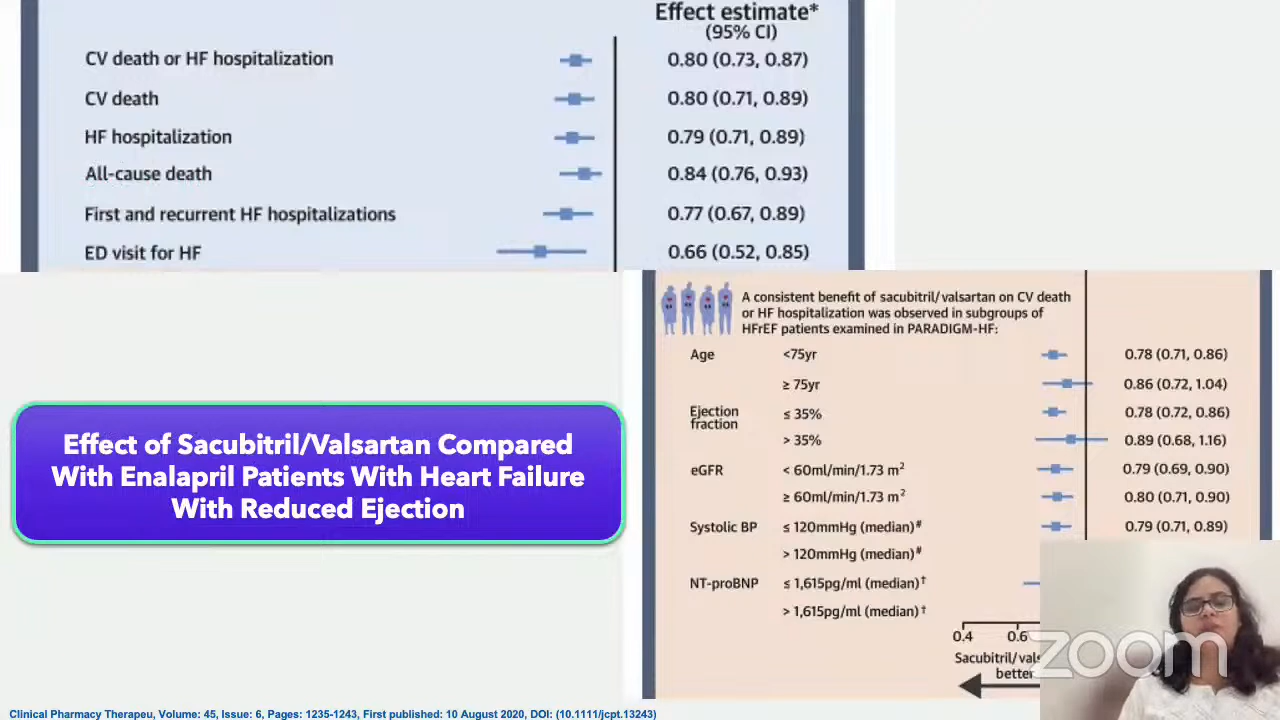 Effect estimate*
(95% CI)
CV death or HF hospitalization 0.80 (0.73, 0.87)
CV death 0.80 (0.71, 0.89)
HF hospitalization 0.79 (0.71, 0.89)
All-cause death 0.84 (0.76, 0.93)
First and recurrent HF hospitalizations 0.77 (0.67, 0.89)
ED visit for HF 0.66 (0.52, 0.85)
Effect of Sacubitril/Valsartan Compared
With Enalapril Patients With Heart Failure
With Reduced Ejection
A consistent benefit of sacubitril/valsartan on CV death
or HF hospitalization was observed in subgroups of
HFrEF patients examined in PARADIGM-HF:
Age <75yr 0.78 (0.71, 0.86)
≥ 75yr 0.86 (0.72, 1.04)
Ejection fraction ≤ 35% 0.78 (0.72, 0.86)
> 35% 0.89 (0.68, 1.16)
eGFR < 60ml/min/1.73 m² 0.79 (0.69, 0.90)
≥ 60ml/min/1.73 m² 0.80 (0.71, 0.90)
Systolic BP ≤ 120mmHg (median)# 0.79 (0.71, 0.89)
> 120mmHg (median)#
NT-proBNP ≤ 1,615pg/ml (median)†
> 1,615pg/ml (median)†
0.4 0.6
Sacubitril/
better
zoom
Clinical Pharmacy Therapeu, Volume: 45, Issue: 6, Pages: 1235-1243, First published: 10 August 2020, DOI: (10.1111/jcpt.13243)